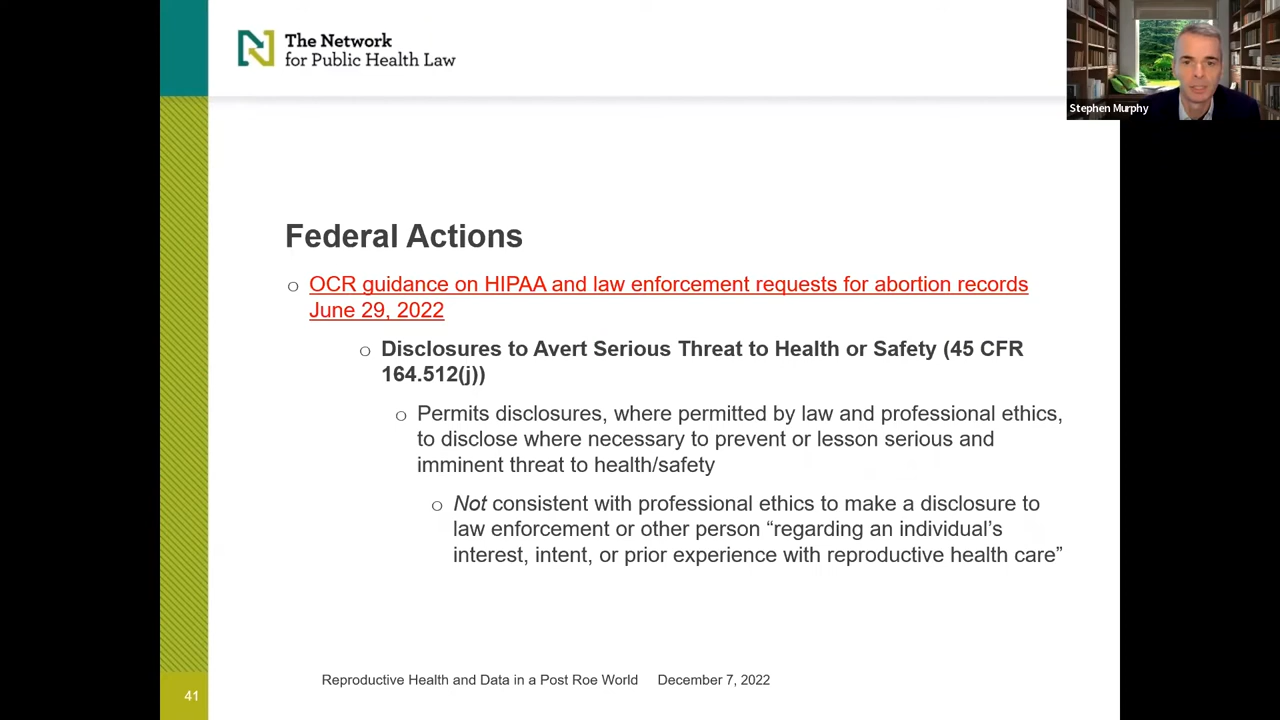 The Network
for Public Health Law
Stephen Murphy
Federal Actions
OCR guidance on HIPAA and law enforcement requests for abortion records
June 29, 2022
Disclosures to Avert Serious Threat to Health or Safety (45 CFR
164.512(j))
Permits disclosures, where permitted by law and professional ethics,
to disclose where necessary to prevent or lesson serious and
imminent threat to health/safety
Not consistent with professional ethics to make a disclosure to
law enforcement or other person “regarding an individual’s
interest, intent, or prior experience with reproductive health care”
41
Reproductive Health and Data in a Post Roe World December 7, 2022